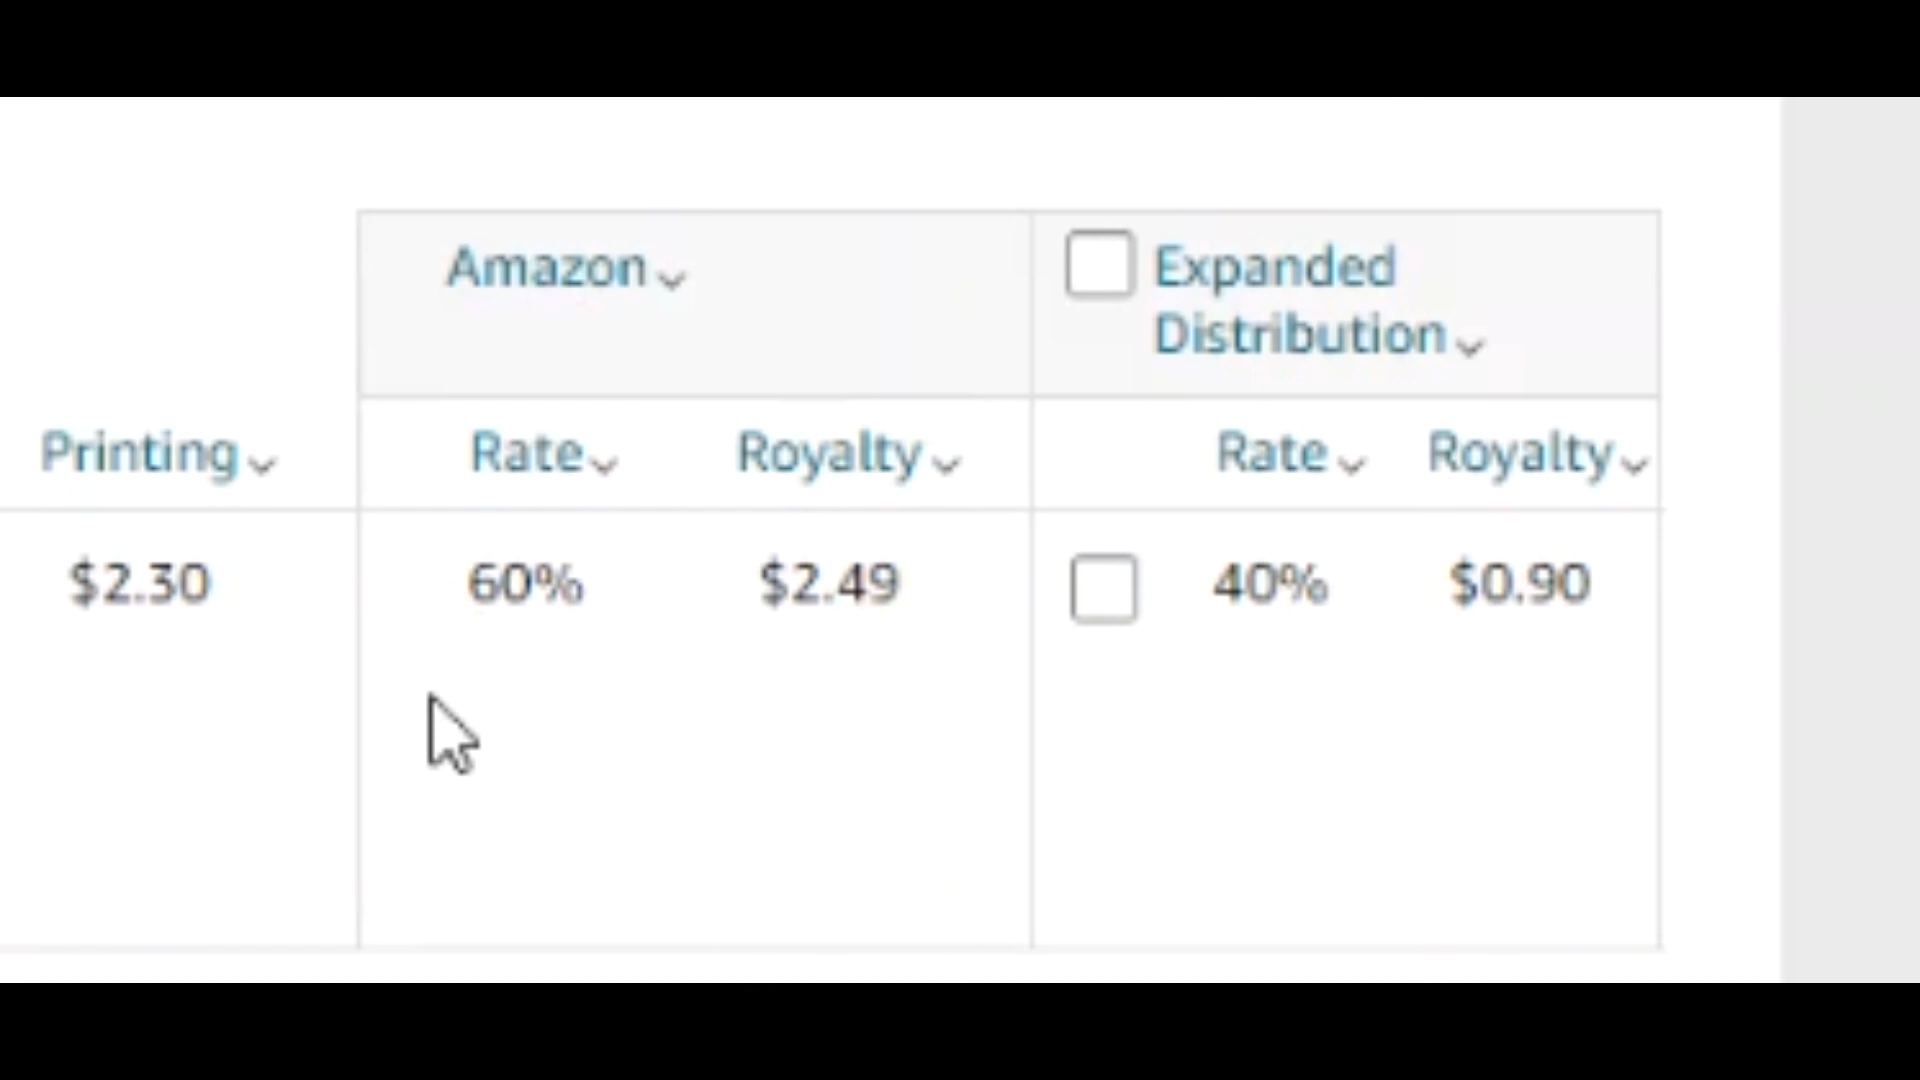 Amazon
Expanded
Distribution
Printing Rate Royalty Rate Royalty
$2.30 60% $2.49 40% $0.90